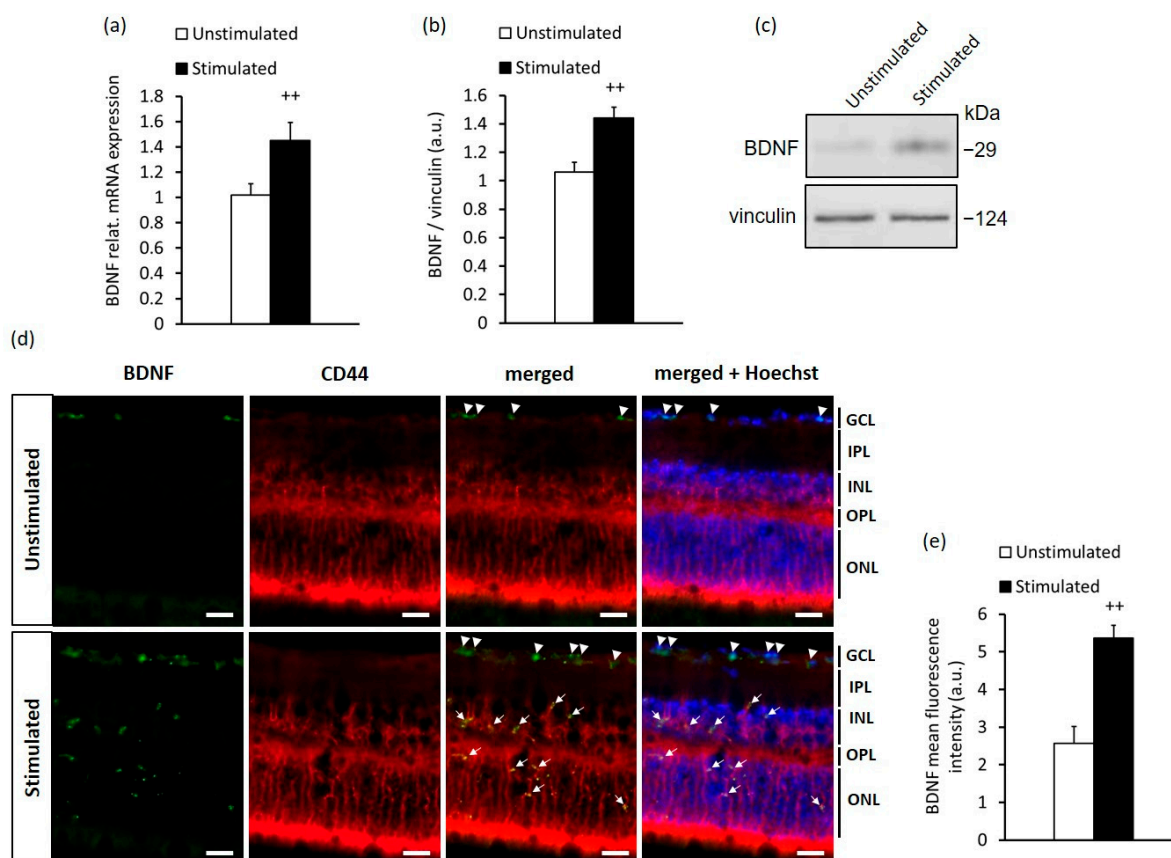 (a)
Unstimulated
Stimulated
BDNF relat. mRNA expression
1.8
1.6
1.4
1.2
1
0.8
0.6
0.4
0.2
0
++
(b)
Unstimulated
Stimulated
BDNF / vinculin (a.u.)
1.6
1.4
1.2
1
0.8
0.6
0.4
0.2
0
++
(c)
Unstimulated
Stimulated
kDa
BDNF
−29
vinculin
−124
(d)
BDNF
CD44
merged
merged + Hoechst
Unstimulated
GCL
IPL
INL
OPL
ONL
Stimulated
GCL
IPL
INL
OPL
ONL
(e)
Unstimulated
Stimulated
BDNF mean fluorescence
intensity (a.u.)
6
5
4
3
2
1
0
++